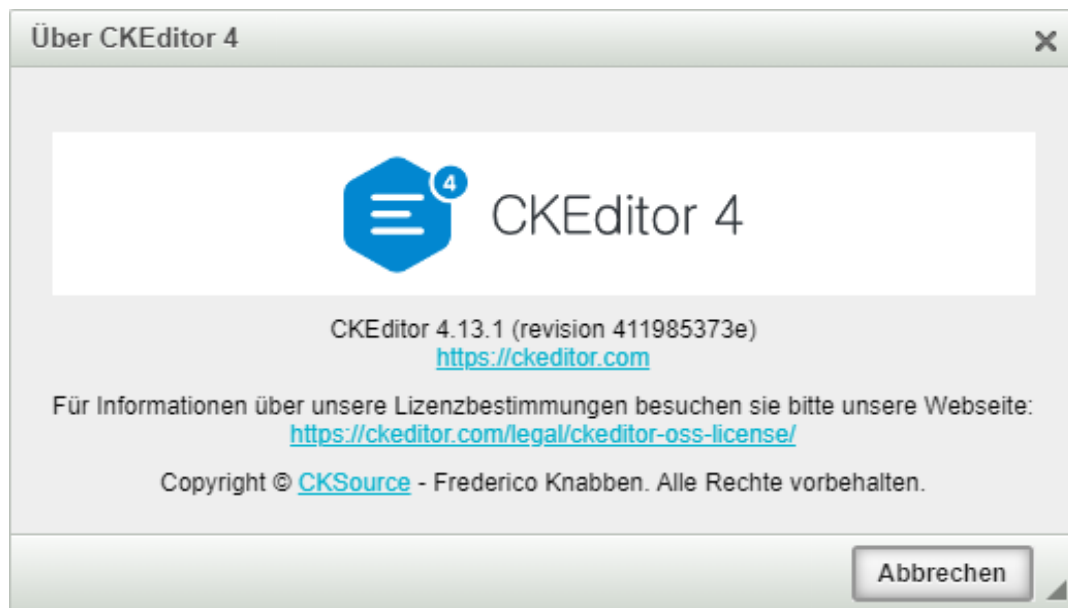 Über CKEditor 4
4
CKEditor 4
CKEditor 4.13.1 (revision 411985373e)
https://ckeditor.com
Für Informationen über unsere Lizenzbestimmungen besuchen sie bitte unsere Webseite:
https://ckeditor.com/legal/ckeditor-oss-license/
Copyright © CKSource - Frederico Knabben. Alle Rechte vorbehalten.
Abbrechen